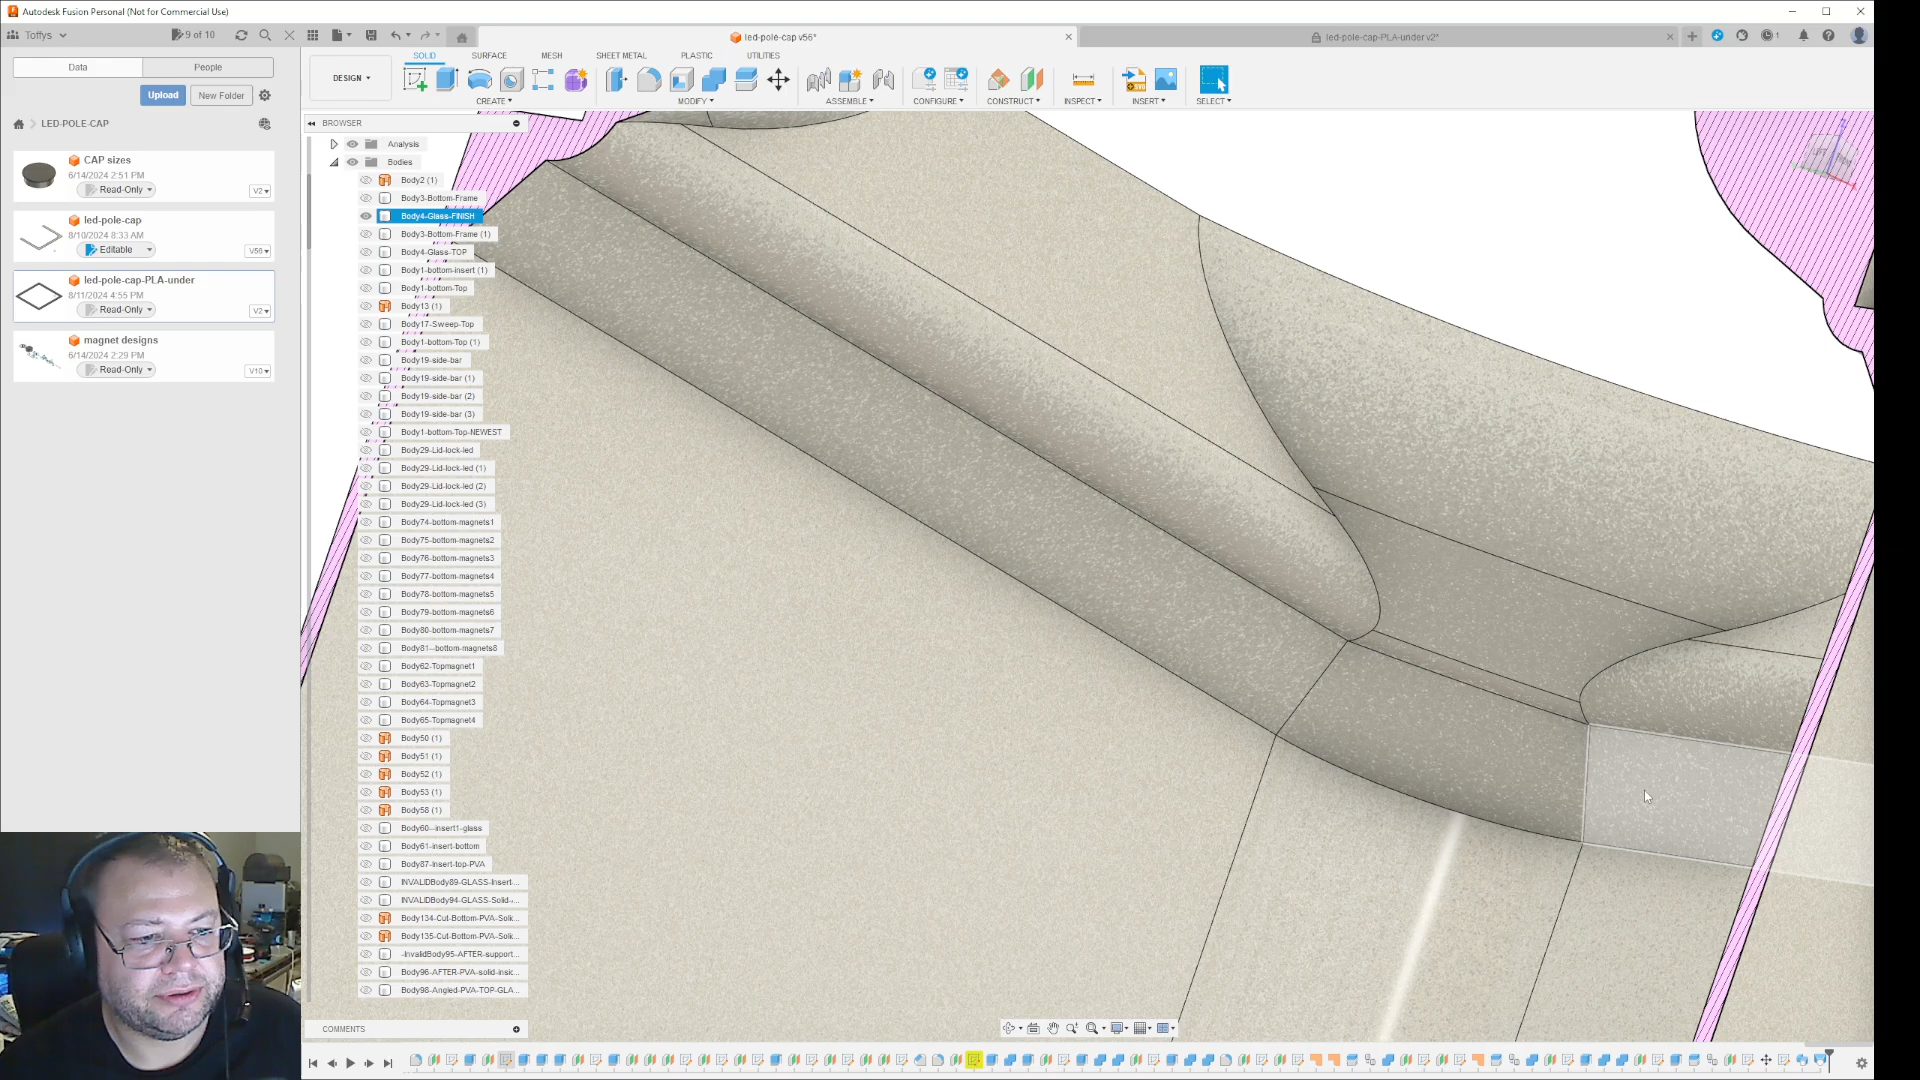 Autodesk Fusion Personal (Not for Commercial Use)
Toffys
9 of 10
led-pole-cap v56*
led-pole-cap-PLA-under v2*
1
Data
People
Upload
New Folder
LED-POLE-CAP
CAP sizes
6/14/2024 2:51 PM
Read-Only
V2
led-pole-cap
8/10/2024 8:33 AM
Editable
V56
led-pole-cap-PLA-under
8/11/2024 4:55 PM
Read-Only
V2
magnet designs
6/14/2024 2:29 PM
Read-Only
V10
DESIGN
SOLID
SURFACE
MESH
SHEET METAL
PLASTIC
UTILITIES
CREATE
MODIFY
ASSEMBLE
CONFIGURE
CONSTRUCT
INSPECT
INSERT
SELECT
BROWSER
Analysis
Bodies
Body2 (1)
Body3-Bottom-Frame
Body4-Glass-FINISH
Body3-Bottom-Frame (1)
Body4-Glass-TOP
Body1-bottom-insert (1)
Body1-bottom-Top
Body13 (1)
Body17-Sweep-Top
Body1-bottom-Top (1)
Body19-side-bar
Body19-side-bar (1)
Body19-side-bar (2)
Body19-side-bar (3)
Body1-bottom-Top-NEWEST
Body29-Lid-lock-led
Body29-Lid-lock-led (1)
Body29-Lid-lock-led (2)
Body29-Lid-lock-led (3)
Body74-bottom-magnets1
Body75-bottom-magnets2
Body76-bottom-magnets3
Body77-bottom-magnets4
Body78-bottom-magnets5
Body79-bottom-magnets6
Body80-bottom-magnets7
Body81--bottom-magnets8
Body62-Topmagnet1
Body63-Topmagnet2
Body64-Topmagnet3
Body65-Topmagnet4
Body50 (1)
Body51 (1)
Body52 (1)
Body53 (1)
Body58 (1)
Body60--insert1-glass
Body61-insert-bottom
Body87-Insert-top-PVA
INVALIDBody89-GLASS-Insert-...
INVALIDBody94-GLASS-Solid-...
Body134-Cut-Bottom-PVA-Solk...
Body135-Cut-Bottom-PVA-Solk...
-InvalidBody95-AFTER-support...
Body96-AFTER-PVA-solid-insic...
Body98-Angled-PVA-TOP-GLA...
COMMENTS
LEFT
FRONT
Z